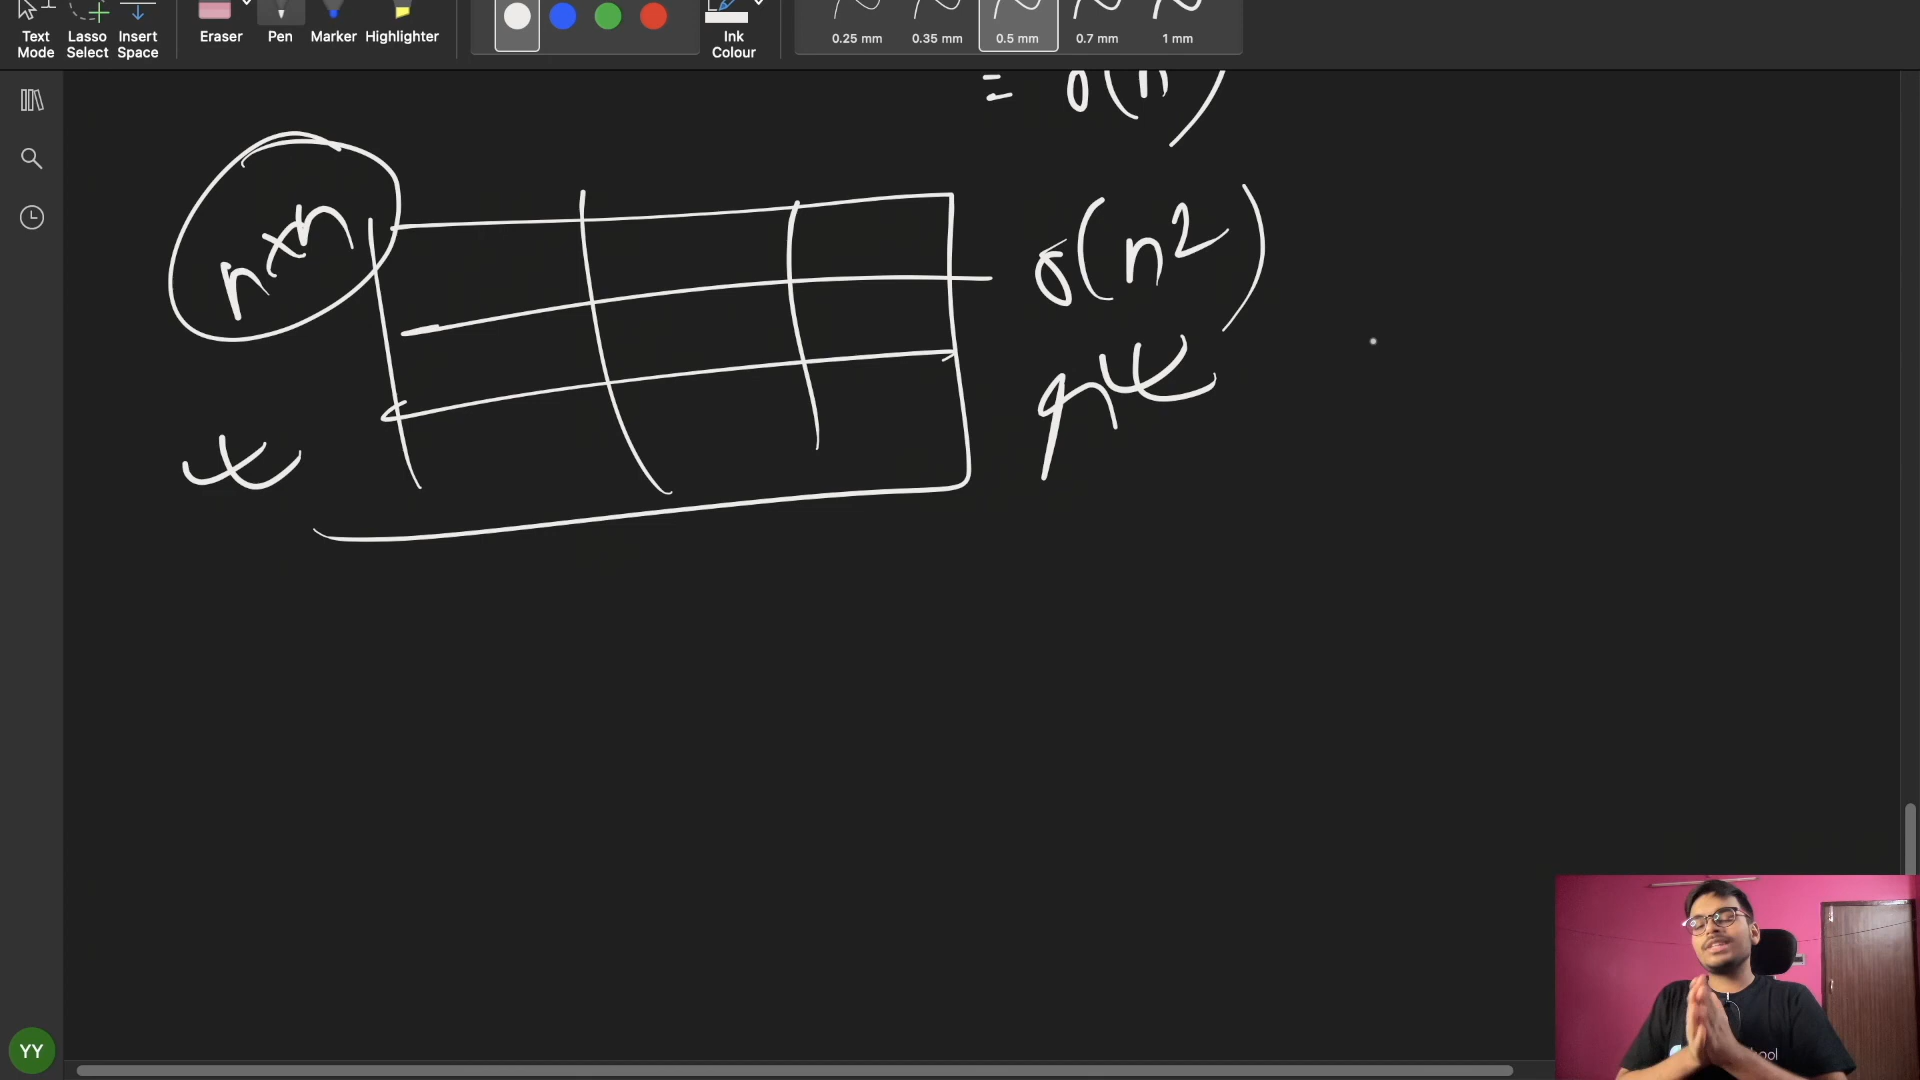 Text Mode
Lasso Select
Insert Space
Eraser
Pen
Marker
Highlighter
Ink Colour
0.25 mm
0.35 mm
0.5 mm
0.7 mm
1 mm
= O(n)
n×n
O(n²)
YY